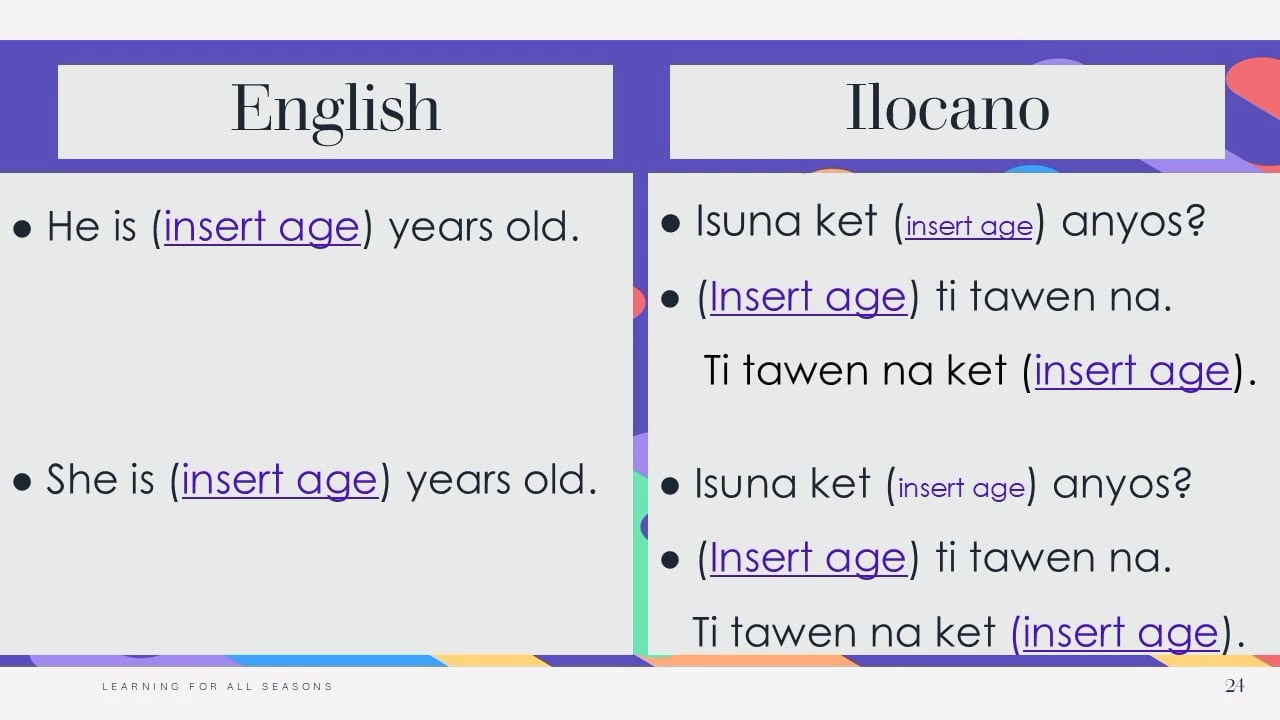 English
● He is (insert age) years old.
● She is (insert age) years old.
Ilocano
● Isuna ket (insert age) anyos?
● (Insert age) ti tawen na.
Ti tawen na ket (insert age).
● Isuna ket (insert age) anyos?
● (Insert age) ti tawen na.
Ti tawen na ket (insert age).
LEARNING FOR ALL SEASONS
24